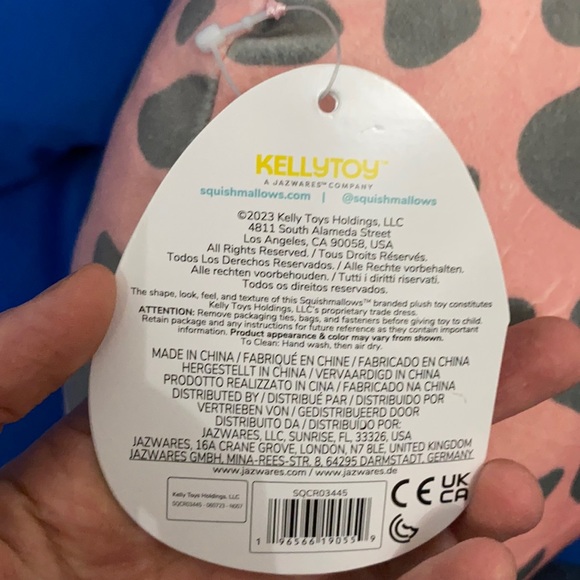 KELLYTOY™
A JAZWARES™ COMPANY
squishmallows.com | @squishmallows
©2023 Kelly Toys Holdings, LLC
4811 South Alameda Street
Los Angeles, CA 90058, USA
All Rights Reserved. / Tous Droits Réservés.
Todos Los Derechos Reservados. / Alle Rechte vorbehalten.
Alle rechten voorbehouden. / Tutti i diritti riservati.
Todos os direitos reservados.
The shape, look, feel, and texture of this Squishmallows™ branded plush toy constitutes
Kelly Toys Holdings, LLC's proprietary trade dress.
ATTENTION: Remove packaging ties, bags, and fasteners before giving toy to child.
Retain package and any instructions for future reference as they contain important
information. Product appearance & color may vary from shown.
To Clean: Hand wash, then air dry.
MADE IN CHINA / FABRIQUÉ EN CHINE / FABRICADO EN CHINA
HERGESTELLT IN CHINA / VERVAARDIGD IN CHINA
PRODOTTO REALIZZATO IN CINA / FABRICADO NA CHINA
DISTRIBUTED BY / DISTRIBUÉ PAR / DISTRIBUIDO POR
VERTRIEBEN VON / GEDISTRIBUEERD DOOR
DISTRIBUITO DA / DISTRIBUÍDO POR:
JAZWARES, LLC, SUNRISE, FL, 33326, USA
JAZWARES, 16A CRANE GROVE, LONDON, N7 8LE, UNITED KINGDOM
JAZWARES GMBH, MINA-REES-STR. 8, 64295 DARMSTADT, GERMANY
www.jazwares.com / www.jazwares.de
Kelly Toys Holdings, LLC
SQCR03445
CE UK CA
1 96566 19055 9